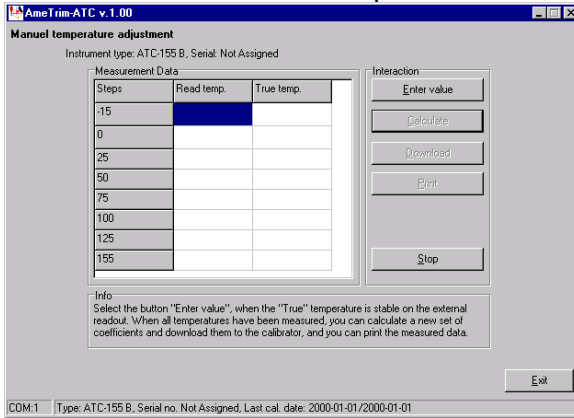 AmeTrim-ATC v.1.00
Manuel temperature adjustment
Instrument type: ATC-155 B, Serial: Not Assigned
Measurement Data
Interaction
Steps Read temp. True temp.
Enter value
-15
Calculate
0
25
Download
50
Print
75
100
125
155
Stop
Info
Select the button "Enter value", when the "True" temperature is stable on the external
readout. When all temperatures have been measured, you can calculate a new set of
coefficients and download them to the calibrator, and you can print the measured data.
Exit
COM:1 Type: ATC-155 B, Serial no. Not Assigned, Last cal. date: 2000-01-01/2000-01-01